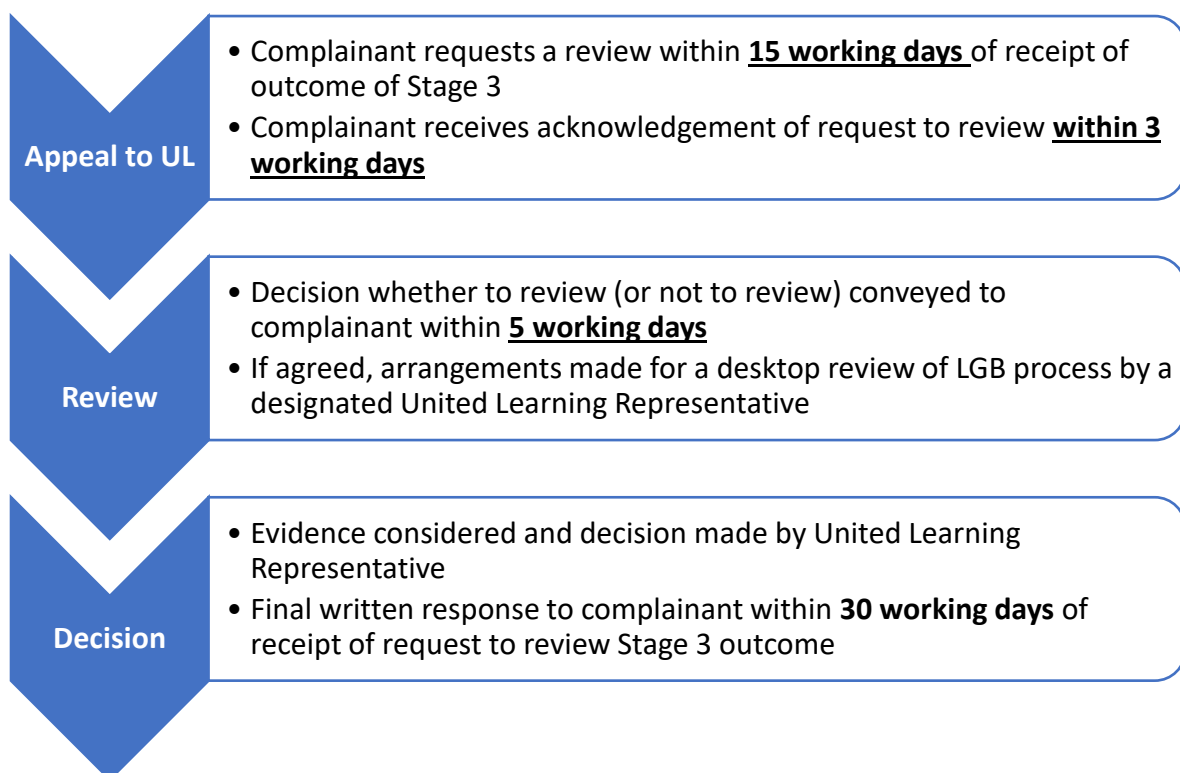 Appeal to UL
• Complainant requests a review within 15 working days of receipt of
outcome of Stage 3
• Complainant receives acknowledgement of request to review within 3
working days
Review
• Decision whether to review (or not to review) conveyed to
complainant within 5 working days
• If agreed, arrangements made for a desktop review of LGB process by a
designated United Learning Representative
Decision
• Evidence considered and decision made by United Learning
Representative
• Final written response to complainant within 30 working days of
receipt of request to review Stage 3 outcome